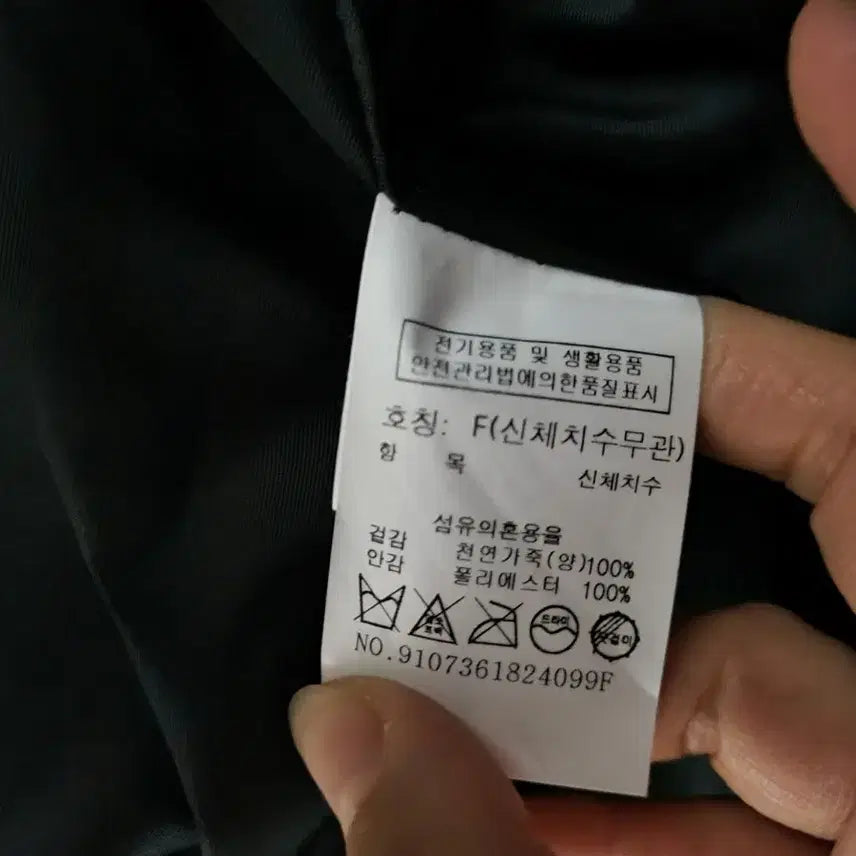 전기용품 및 생활용품
안전관리법에의한품질표시
호칭: F(신체치수무관)
항 목 신체치수
섬유의혼용율
겉감 천연가죽(양)100%
안감 폴리에스터 100%
드라이
NO.9107361824099F